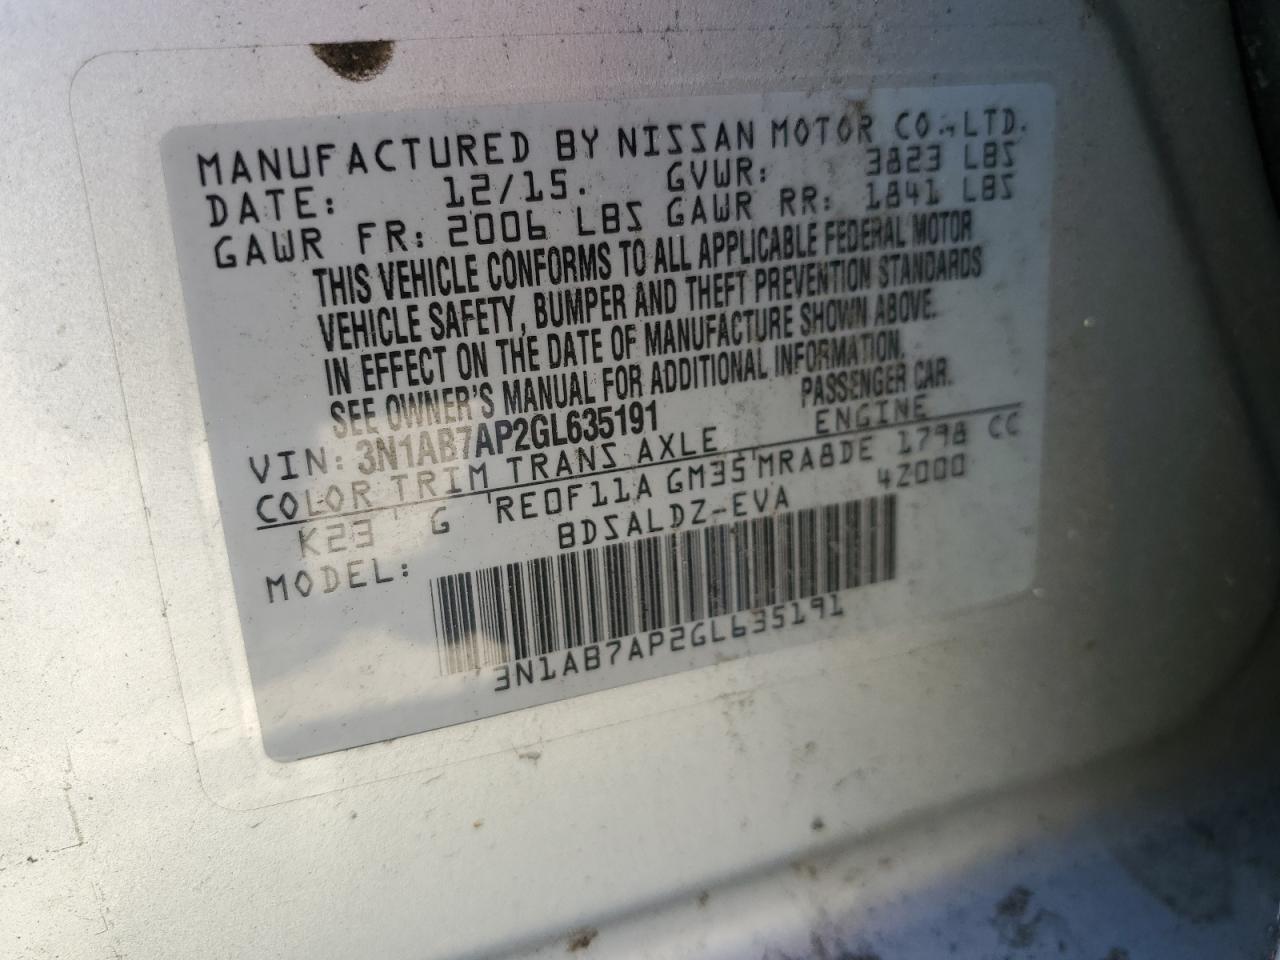 MANUFACTURED BY NISSAN MOTOR CO.,LTD.
DATE: 12/15. GVWR: 3823 LBS
GAWR FR: 2006 LBS GAWR RR: 1841 LBS
THIS VEHICLE CONFORMS TO ALL APPLICABLE FEDERAL MOTOR
VEHICLE SAFETY, BUMPER AND THEFT PREVENTION STANDARDS
IN EFFECT ON THE DATE OF MANUFACTURE SHOWN ABOVE.
SEE OWNER'S MANUAL FOR ADDITIONAL INFORMATION.
VIN: 3N1AB7AP2GL635191 PASSENGER CAR.
COLOR TRIM TRANS AXLE ENGINE
K23 G RE0F11A GM35 MRA8DE 1798 CC
MODEL: BDSALDZ-EVA 42000
3N1AB7AP2GL635191